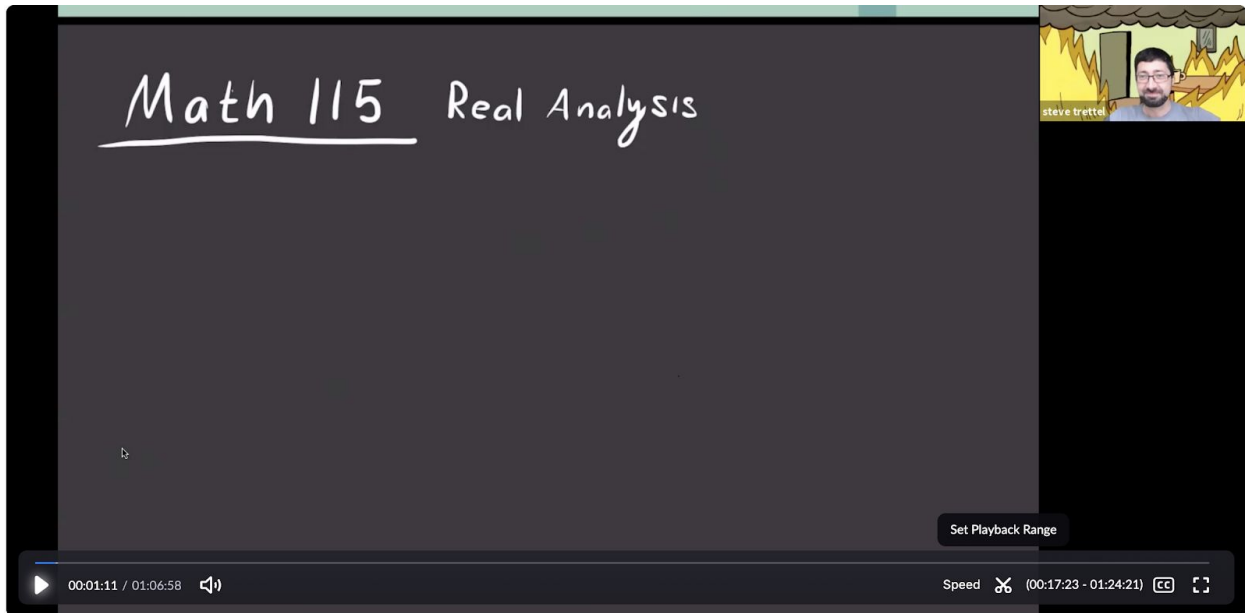 Math 115 Real Analysis
steve trettel
Set Playback Range
00:01:11 / 01:06:58 Speed (00:17:23 - 01:24:21) CC